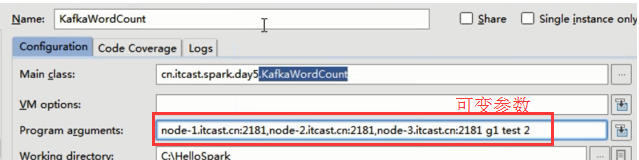 Name: KafkaWordCount Share Single instance only
Configuration Code Coverage Logs
Main class: cn.itcast.spark.day5.KafkaWordCount ...
VM options: 可变参数
Program arguments: node-1.itcast.cn:2181,node-2.itcast.cn:2181,node-3.itcast.cn:2181 g1 test 2
Working directory: C:\HelloSpark ...